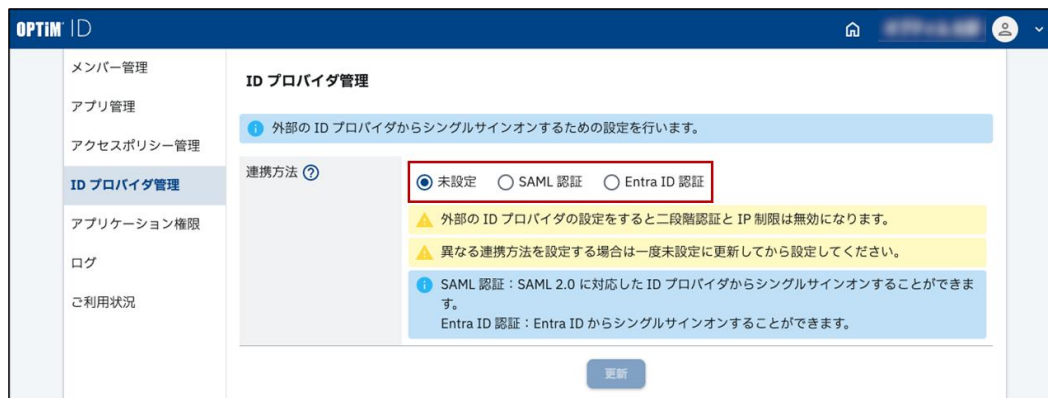 OPTiM ID
メンバー管理
アプリ管理
アクセスポリシー管理
ID プロバイダ管理
アプリケーション権限
ログ
ご利用状況
ID プロバイダ管理
外部の ID プロバイダからシングルサインオンするための設定を行います。
連携方法
未設定 SAML 認証 Entra ID 認証
外部の ID プロバイダの設定をすると二段階認証と IP 制限は無効になります。
異なる連携方法を設定する場合は一度未設定に更新してから設定してください。
SAML 認証：SAML 2.0 に対応した ID プロバイダからシングルサインオンすることができま
す。
Entra ID 認証：Entra ID からシングルサインオンすることができます。
更新